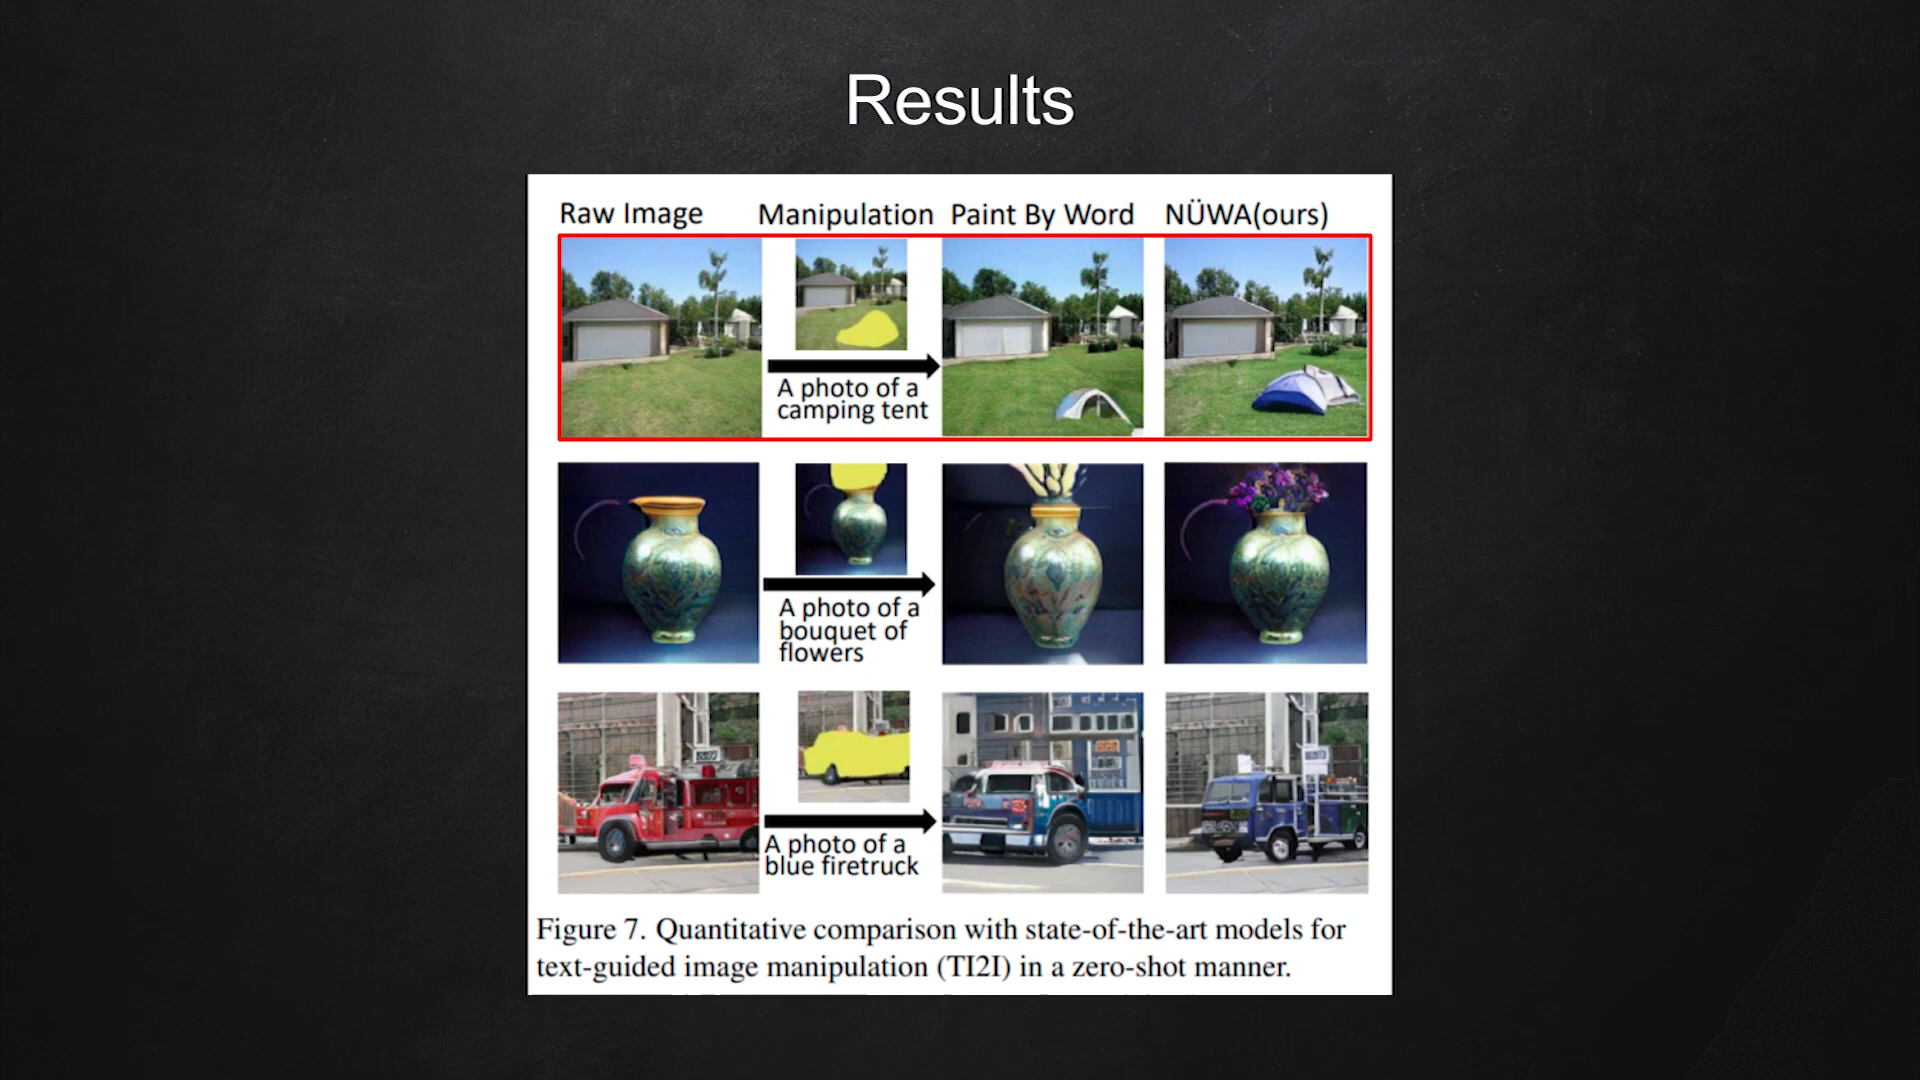 Results
Raw Image Manipulation Paint By Word NÜWA(ours)
A photo of a
camping tent
A photo of a
bouquet of
flowers
A photo of a
blue firetruck
Figure 7. Quantitative comparison with state-of-the-art models for
text-guided image manipulation (TI2I) in a zero-shot manner.